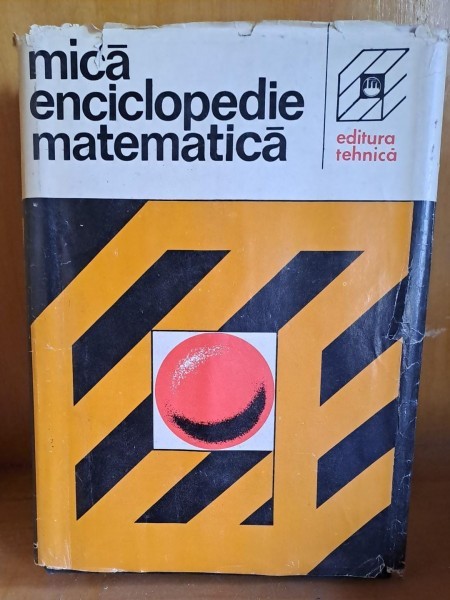 mică
enciclopedie
matematică
editura
tehnică